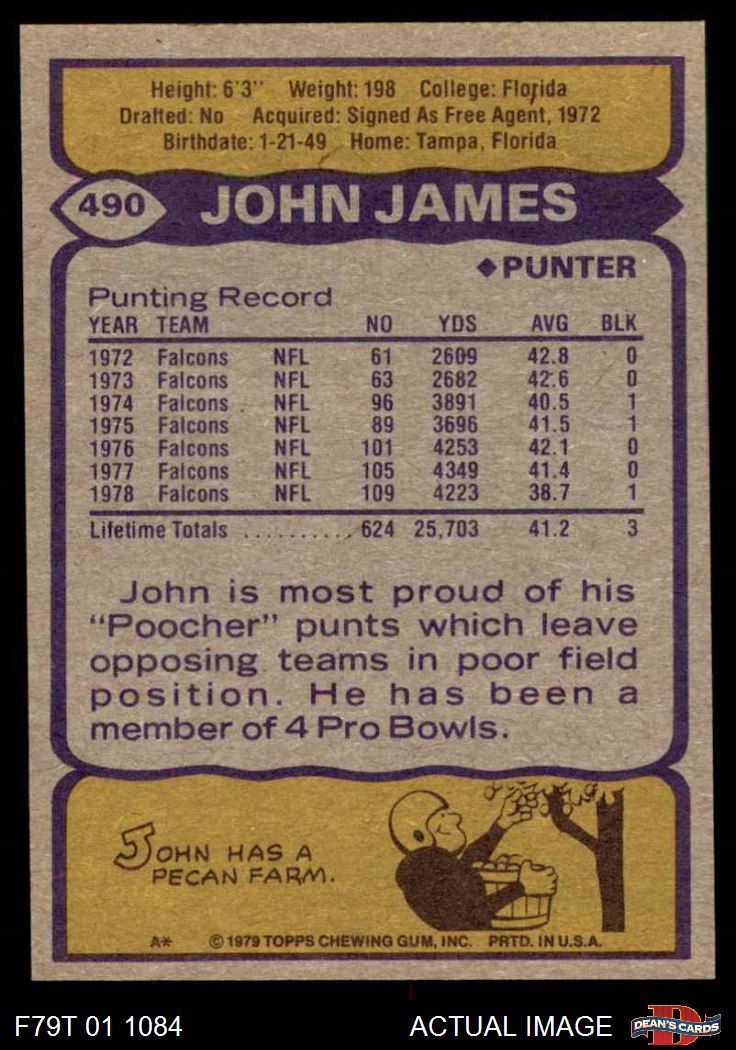 Height: 6'3" Weight: 198 College: Florida
Drafted: No Acquired: Signed As Free Agent, 1972
Birthdate: 1-21-49 Home: Tampa, Florida
490 JOHN JAMES
◆PUNTER
Punting Record
YEAR TEAM NO YDS AVG BLK
1972 Falcons NFL 61 2609 42.8 0
1973 Falcons NFL 63 2682 42.6 0
1974 Falcons NFL 96 3891 40.5 1
1975 Falcons NFL 89 3696 41.5 1
1976 Falcons NFL 101 4253 42.1 0
1977 Falcons NFL 105 4349 41.4 0
1978 Falcons NFL 109 4223 38.7 1
Lifetime Totals .......... 624 25,703 41.2 3
John is most proud of his
"Poocher" punts which leave
opposing teams in poor field
position. He has been a
member of 4 Pro Bowls.
JOHN HAS A
PECAN FARM.
A* © 1979 TOPPS CHEWING GUM, INC. PRTD. IN U.S.A.
F79T 01 1084 ACTUAL IMAGE DEAN'S CARDS